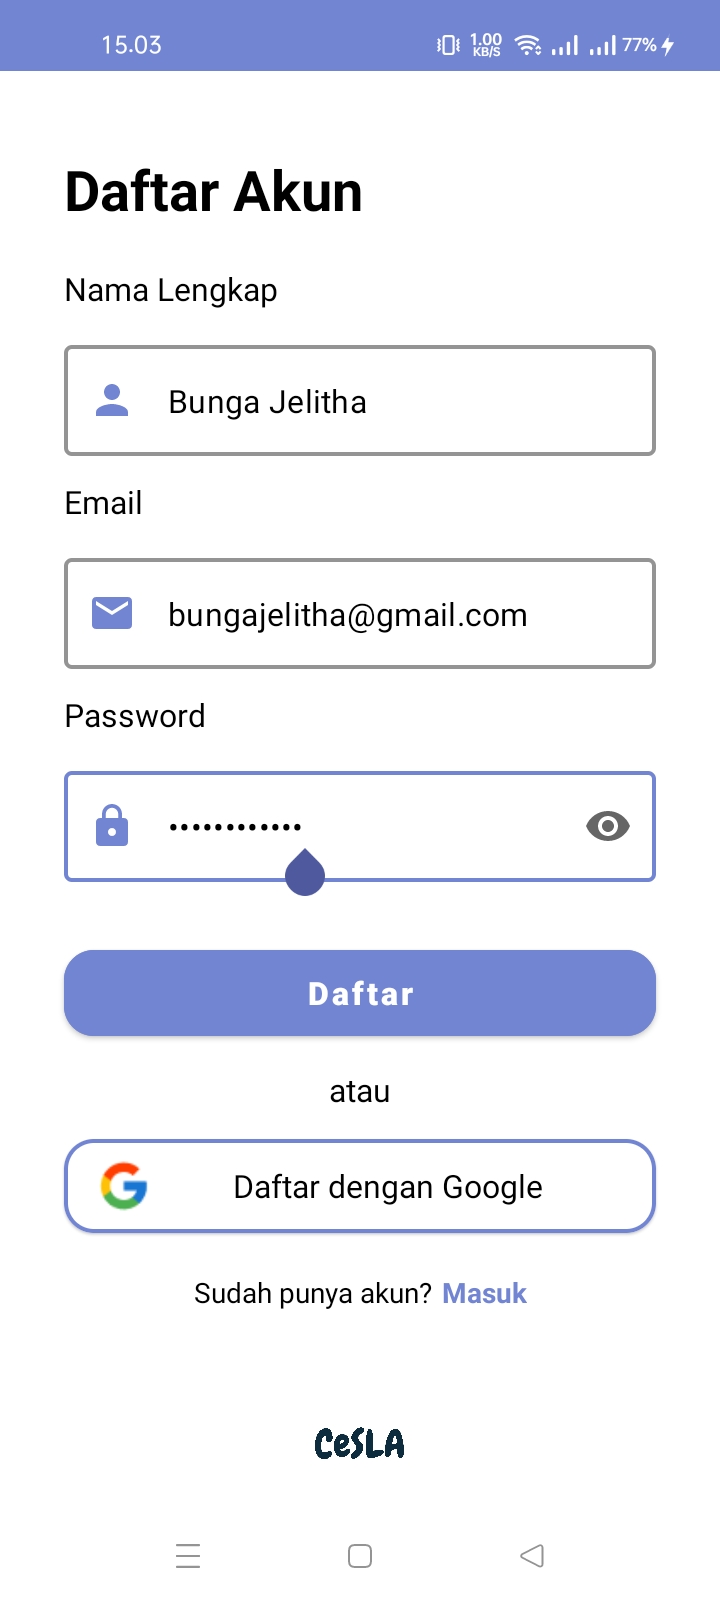 15.03 1.00 KB/S 77%
Daftar Akun
Nama Lengkap
Bunga Jelitha
Email
bungajelitha@gmail.com
Password
••••••••••••
Daftar
atau
Daftar dengan Google
Sudah punya akun? Masuk
CeSLA